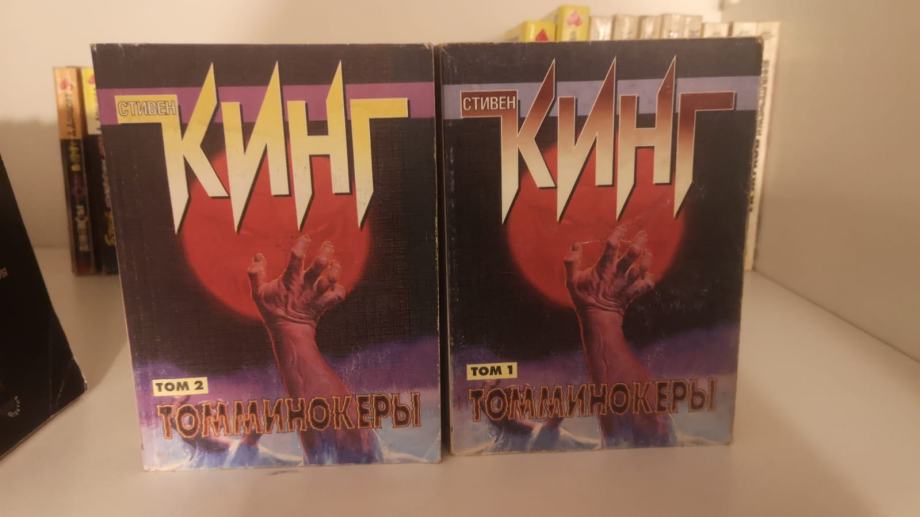 СТИВЕН
КИНГ
ТОМ 2
ТОММИНОКЕРЫ
СТИВЕН
КИНГ
ТОМ 1
ТОММИНОКЕРЫ